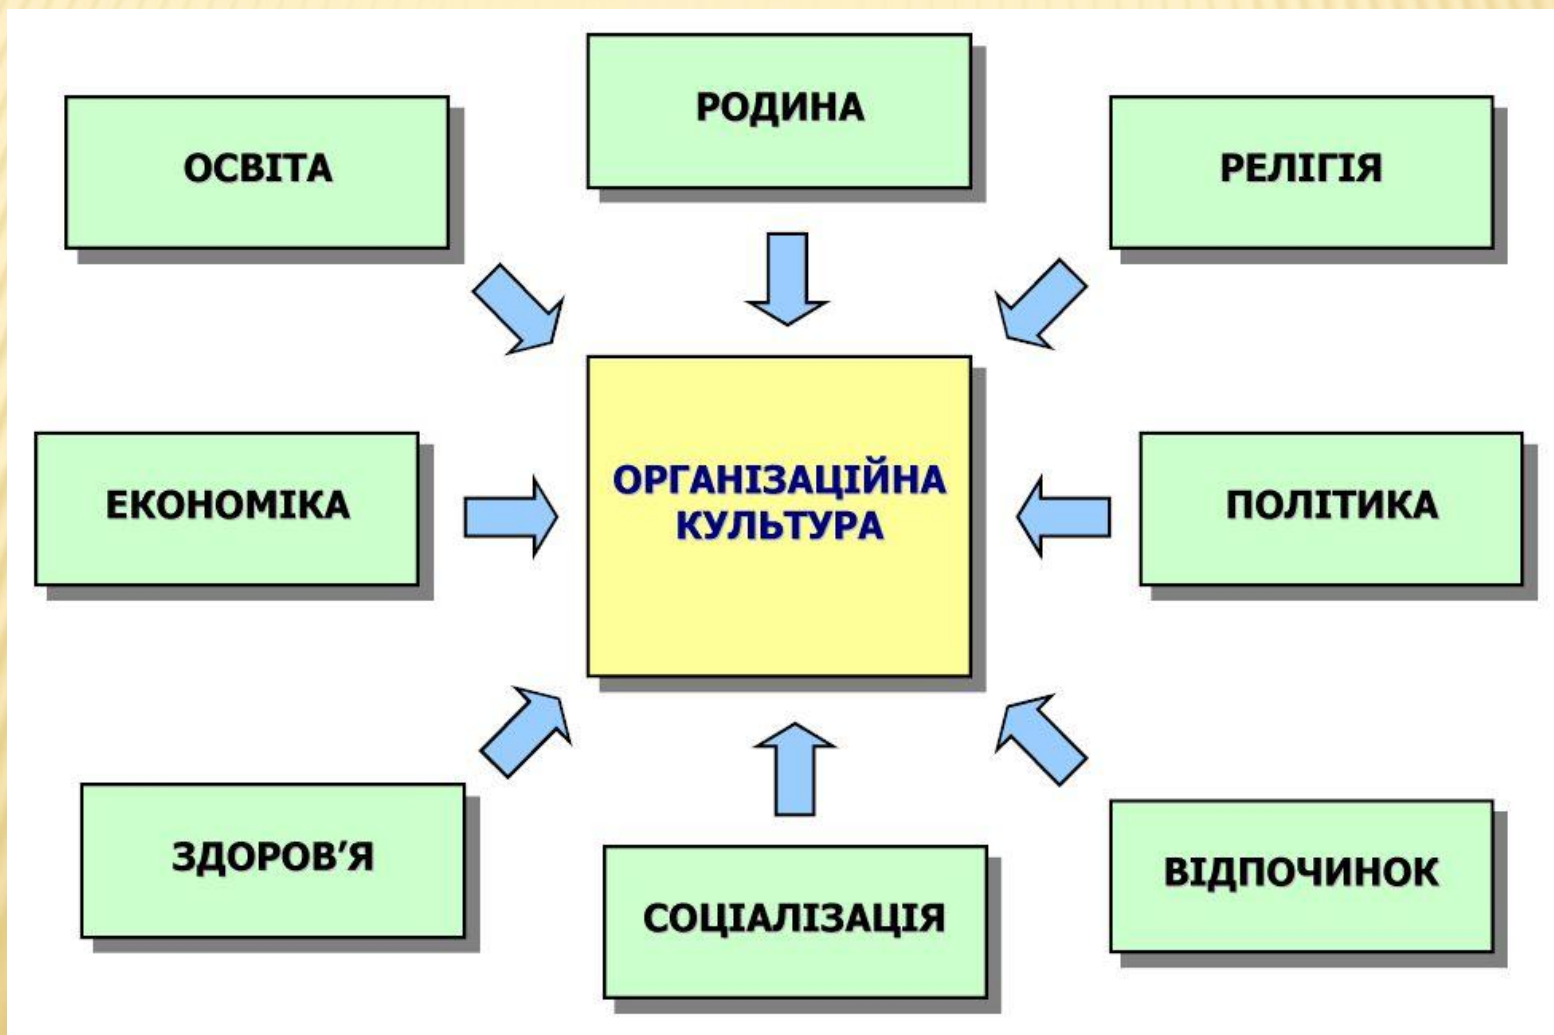 РОДИНА
ОСВІТА
РЕЛІГІЯ
ОРГАНІЗАЦІЙНА
КУЛЬТУРА
ЕКОНОМІКА
ПОЛІТИКА
ЗДОРОВ’Я
СОЦІАЛІЗАЦІЯ
ВІДПОЧИНОК